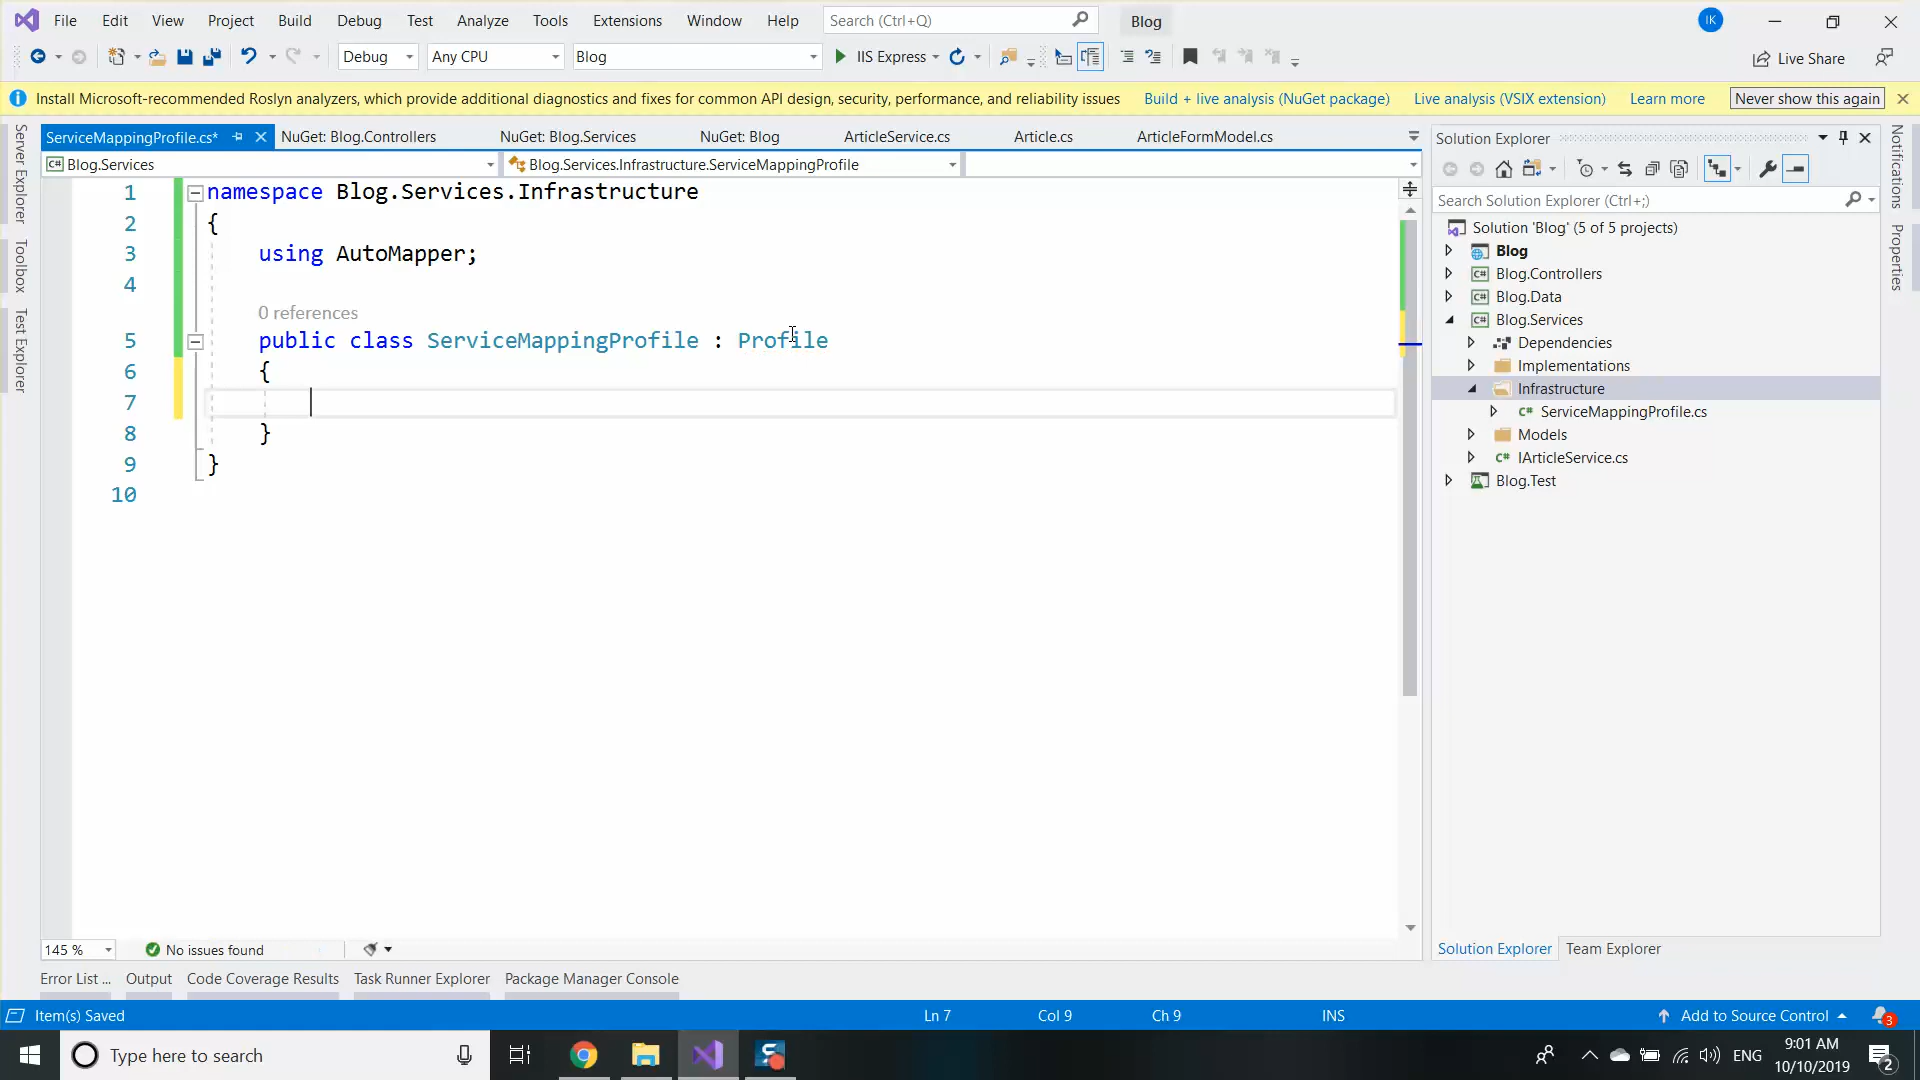 File Edit View Project Build Debug Test Analyze Tools Extensions Window Help Search (Ctrl+Q) Blog IK
Debug Any CPU Blog IIS Express Live Share
Install Microsoft-recommended Roslyn analyzers, which provide additional diagnostics and fixes for common API design, security, performance, and reliability issues Build + live analysis (NuGet package) Live analysis (VSIX extension) Learn more Never show this again
ServiceMappingProfile.cs* NuGet: Blog.Controllers NuGet: Blog.Services NuGet: Blog ArticleService.cs Article.cs ArticleFormModel.cs
C# Blog.Services Blog.Services.Infrastructure.ServiceMappingProfile
Server Explorer
Toolbox
Test Explorer
1 namespace Blog.Services.Infrastructure
2 {
3 using AutoMapper;
4
0 references
5 public class ServiceMappingProfile : Profile
6 {
7
8 }
9 }
10
Solution Explorer
Search Solution Explorer (Ctrl+;)
Solution 'Blog' (5 of 5 projects)
Blog
C# Blog.Controllers
C# Blog.Data
C# Blog.Services
Dependencies
Implementations
Infrastructure
C# ServiceMappingProfile.cs
Models
C# IArticleService.cs
Blog.Test
Notifications
Properties
145 % No issues found
Solution Explorer Team Explorer
Error List ... Output Code Coverage Results Task Runner Explorer Package Manager Console
Item(s) Saved Ln 7 Col 9 Ch 9 INS Add to Source Control 3
Type here to search ENG 9:01 AM
10/10/2019 2